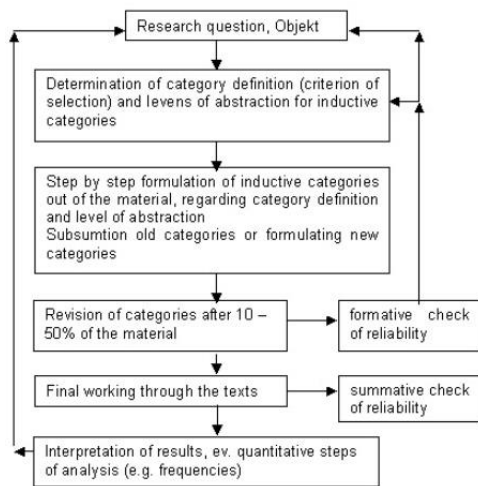 Research question, Objekt
Determination of category definition (criterion of
selection) and levens of abstraction for inductive
categories
Step by step formulation of inductive categories
out of the material, regarding category definition
and level of abstraction
Subsumtion old categories or formulating new
categories
Revision of categories after 10 –
50% of the material
formative check
of reliability
Final working through the texts
summative check
of reliability
Interpretation of results, ev. quantitative steps
of analysis (e.g. frequencies)